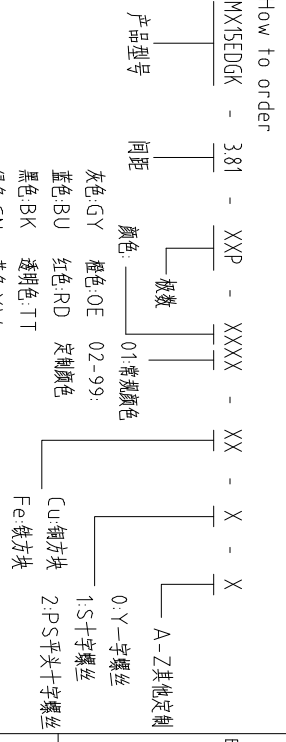 How to order
MX15EDGK - 3.81 - XXP - XXXX - XX - X - X
产品型号
间距
极数
颜色:
01:常规颜色
02-99:
定制颜色
灰色:GY 橙色:OE
蓝色:BU 红色:RD
黑色:BK 透明色:TT
Cu:铜方块
Fe:铁方块
0:Y一字螺丝
1:S十字螺丝
2:PS平头十字螺丝
A-Z其他定制